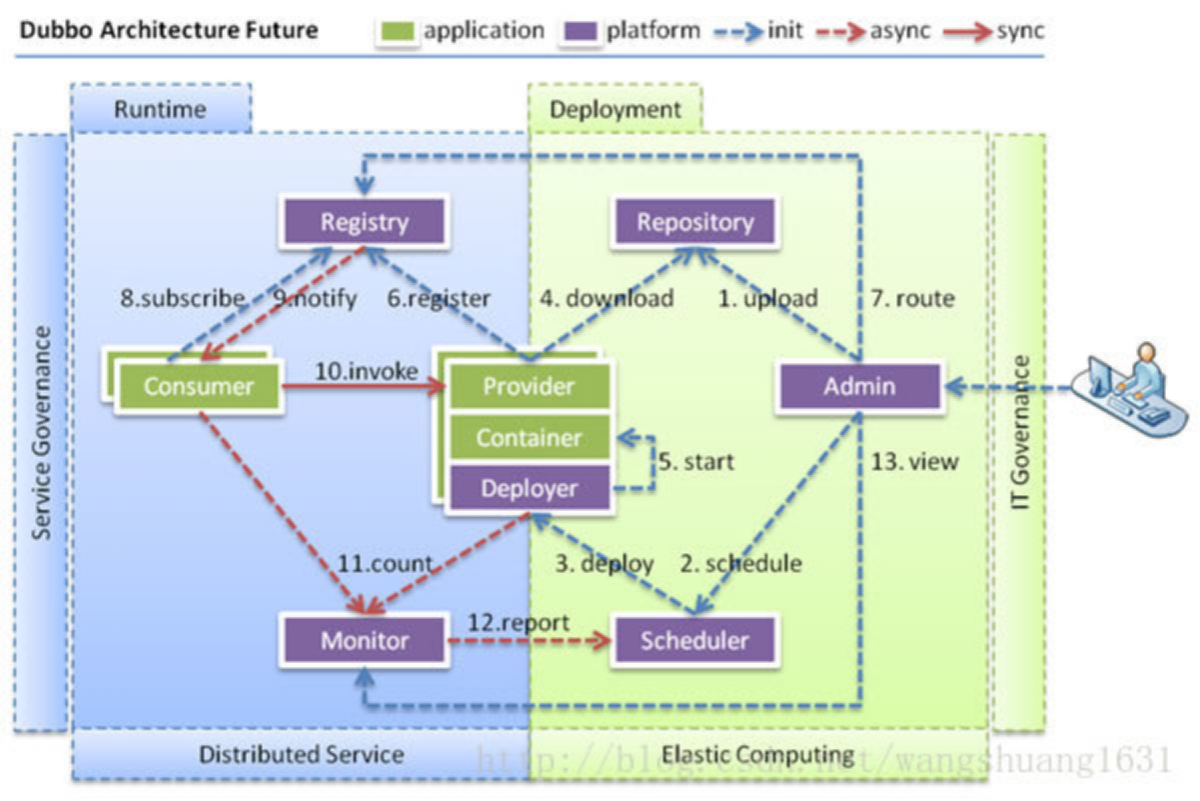 Dubbo Architecture Future application platform init async sync
Runtime
Deployment
Registry
Repository
8.subscribe 9.notify 6.register 4. download 1. upload 7. route
Service Governance
Consumer
10.invoke
Provider
Container
Deployer
5. start
Admin
13. view
IT Governance
11.count
3. deploy 2. schedule
Monitor
12.report
Scheduler
Distributed Service
Elastic Computing
http://blog.csdn.net/wangshuang1631